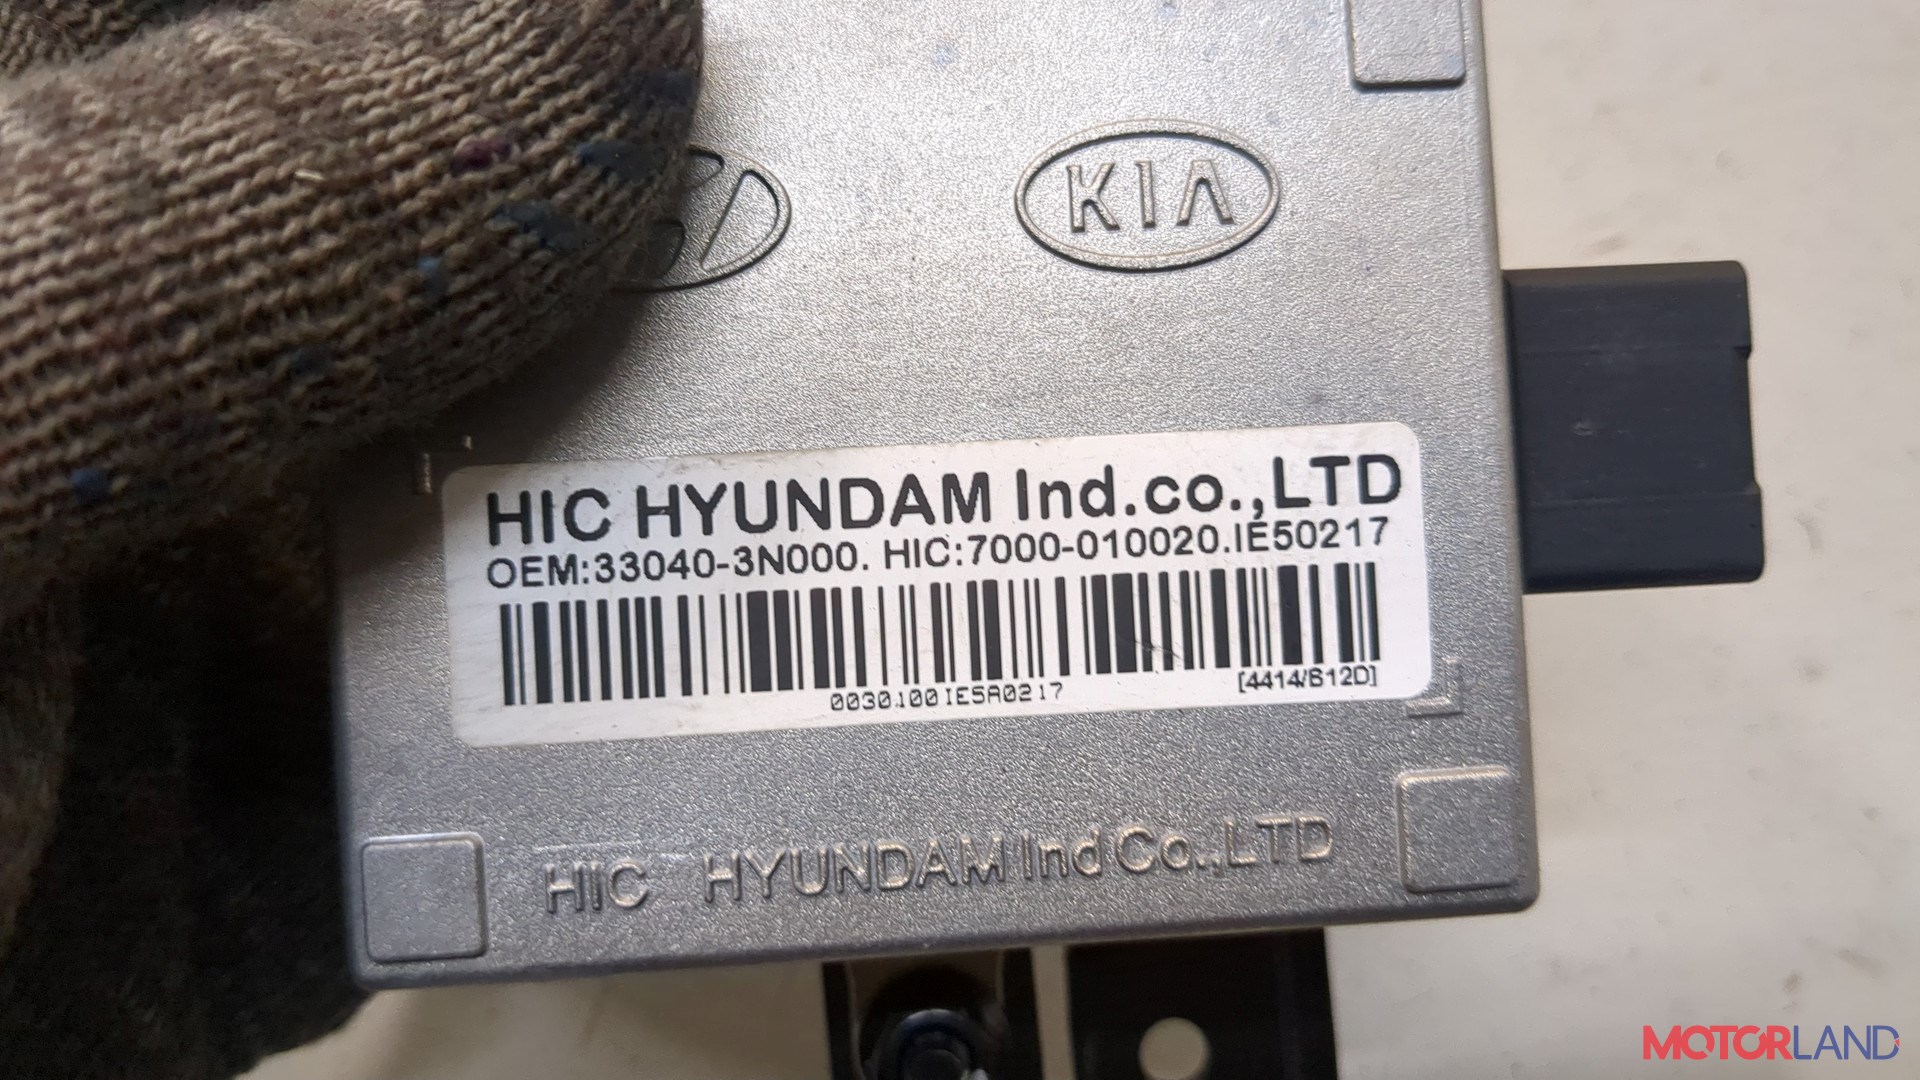 KIA
HIC HYUNDAM Ind.co.,LTD
OEM:33040-3N000. HIC:7000-010020.IE50217
0030100IE5A0217
[4414/S12D]
HIC HYUNDAM Ind Co.,LTD
MOTORLAND